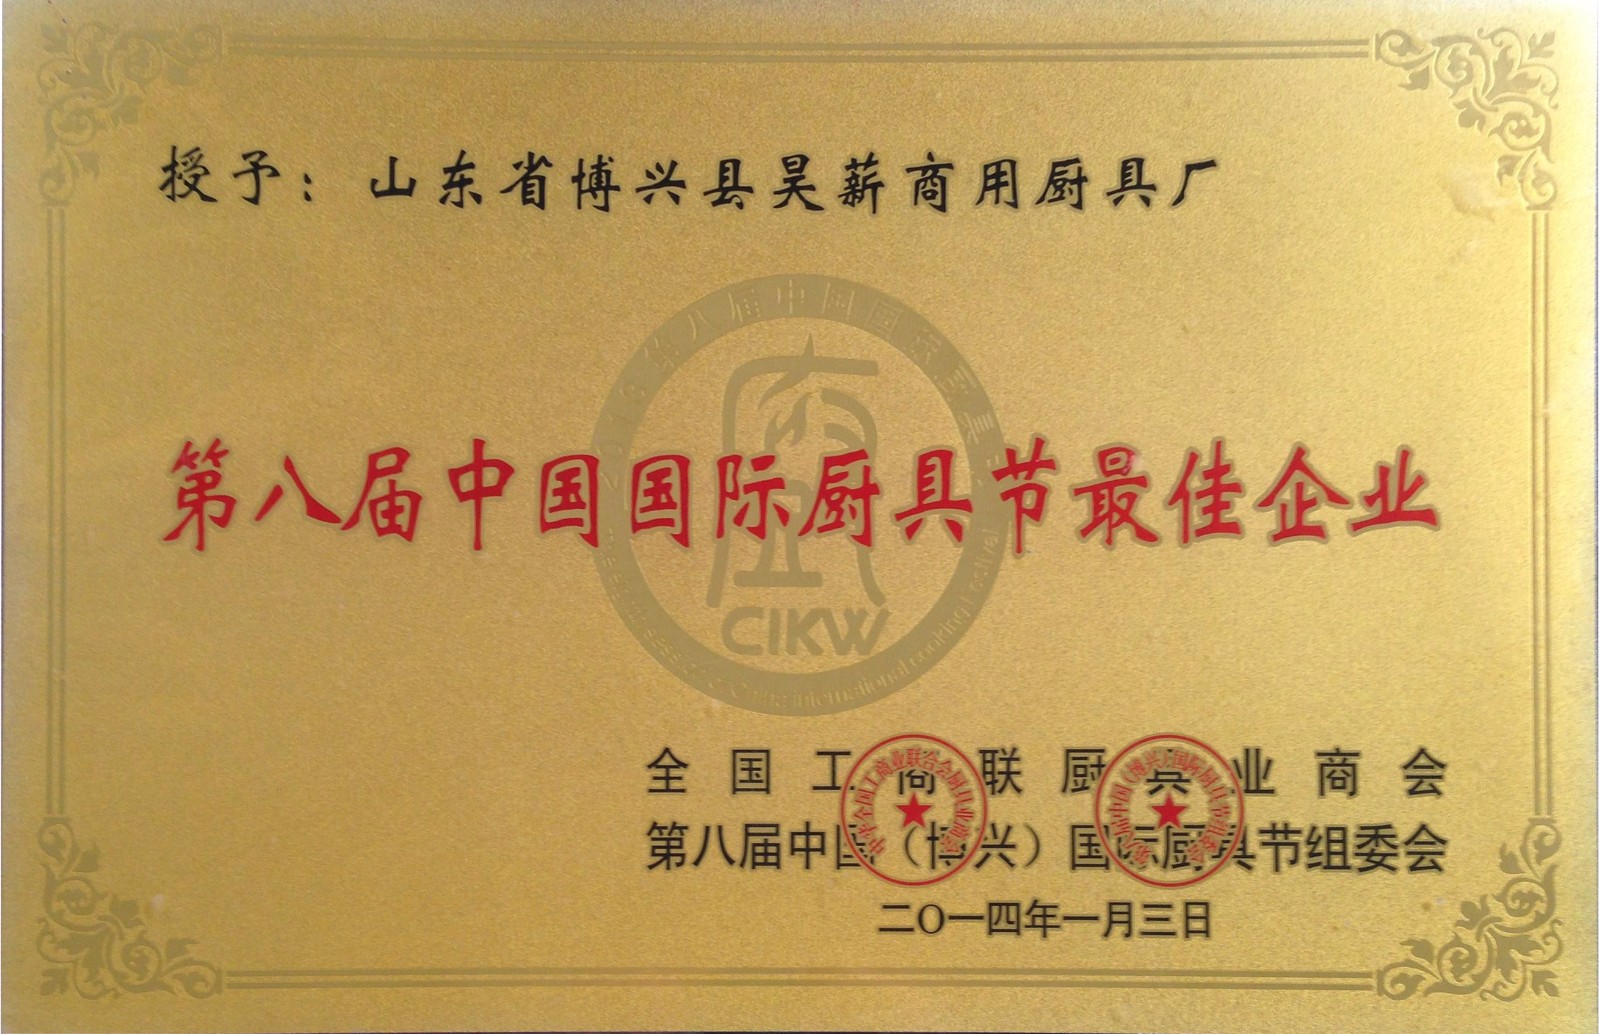 授予：山东省博兴县昊薪商用厨具厂
第八届中国国际厨具节最佳企业
CIKW
全国工商联厨具业商会
第八届中国（博兴）国际厨具节组委会
二〇一四年一月三日